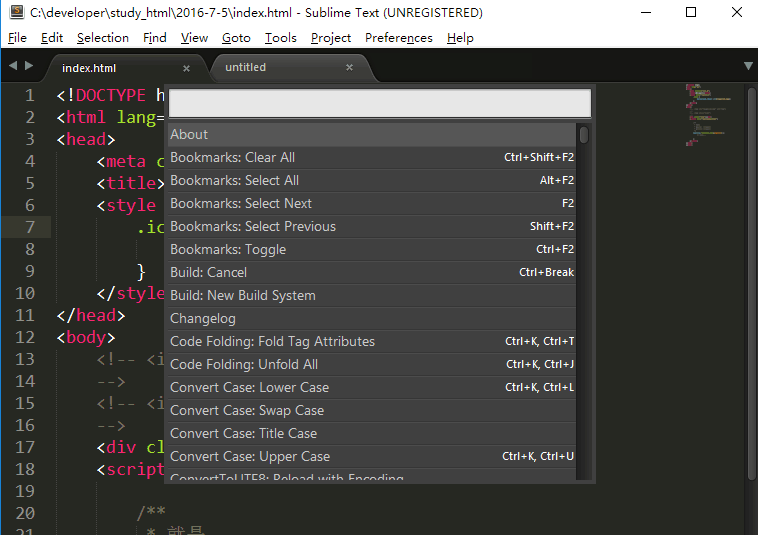 C:\developer\study_html\2016-7-5\index.html - Sublime Text (UNREGISTERED)
File Edit Selection Find View Goto Tools Project Preferences Help
index.html × untitled ×
1 <!DOCTYPE h
2 <html lang=
3 <head>
4 <meta c
5 <title>
6 <style
7 .ic
8
9 }
10 </style
11 </head>
12 <body>
13 <!-- <i
14 -->
15 <!-- <i
16 -->
17 <div cl
18 <script
19
20 /**
21 * 就是
About
Bookmarks: Clear All Ctrl+Shift+F2
Bookmarks: Select All Alt+F2
Bookmarks: Select Next F2
Bookmarks: Select Previous Shift+F2
Bookmarks: Toggle Ctrl+F2
Build: Cancel Ctrl+Break
Build: New Build System
Changelog
Code Folding: Fold Tag Attributes Ctrl+K, Ctrl+T
Code Folding: Unfold All Ctrl+K, Ctrl+J
Convert Case: Lower Case Ctrl+K, Ctrl+L
Convert Case: Swap Case
Convert Case: Title Case
Convert Case: Upper Case Ctrl+K, Ctrl+U
ConvertToUTF8: Reload with Encoding